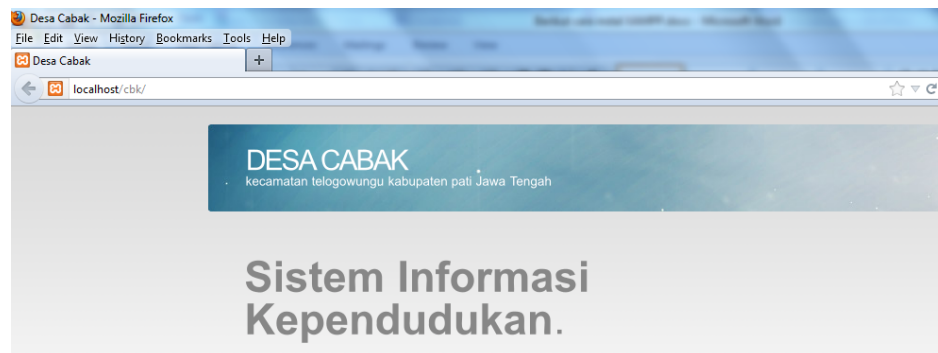 Desa Cabak - Mozilla Firefox
File Edit View History Bookmarks Tools Help
Desa Cabak
localhost/cbk/
DESA CABAK
kecamatan telogowungu kabupaten pati Jawa Tengah
Sistem Informasi
Kependudukan.